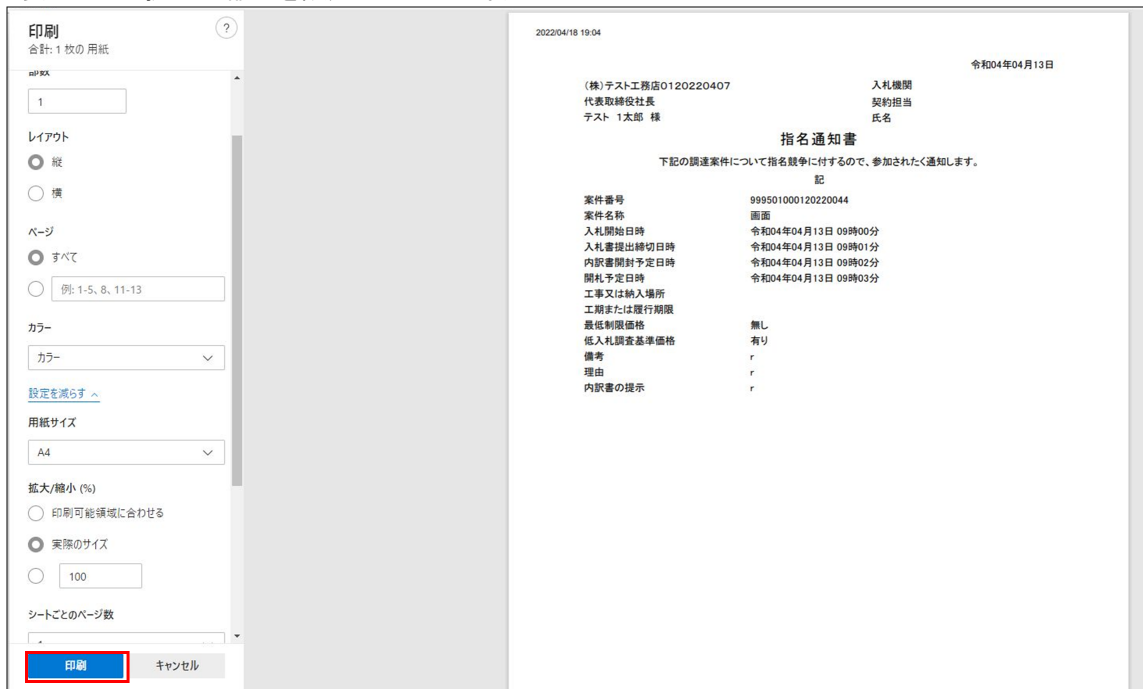 印刷
?
合計: 1 枚の 用紙
部数
1
レイアウト
縦
横
ページ
すべて
例: 1-5、8、11-13
カラー
カラー
設定を減らす
用紙サイズ
A4
拡大/縮小 (%)
印刷可能領域に合わせる
実際のサイズ
100
シートごとのページ数
印刷
キャンセル
2022/04/18 19:04
令和04年04月13日
(株)テスト工務店0120220407
入札機関
代表取締役社長
契約担当
テスト 1太郎 様
氏名
指名通知書
下記の調達案件について指名競争に付するので、参加されたく通知します。
記
案件番号 999501000120220044
案件名称 画面
入札開始日時 令和04年04月13日 09時00分
入札書提出締切日時 令和04年04月13日 09時01分
内訳書開封予定日時 令和04年04月13日 09時02分
開札予定日時 令和04年04月13日 09時03分
工事又は納入場所
工期または履行期限
最低制限価格 無し
低入札調査基準価格 有り
備考 r
理由 r
内訳書の提示 r